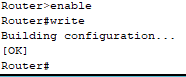 Router>enable
Router#write
Building configuration...
[OK]
Router#